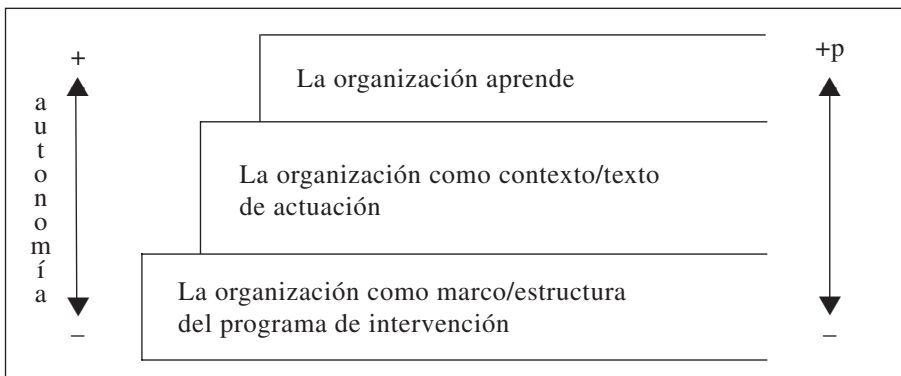 +
+p
autonomía
La organización aprende
La organización como contexto/texto
de actuación
La organización como marco/estructura
del programa de intervención
–
–